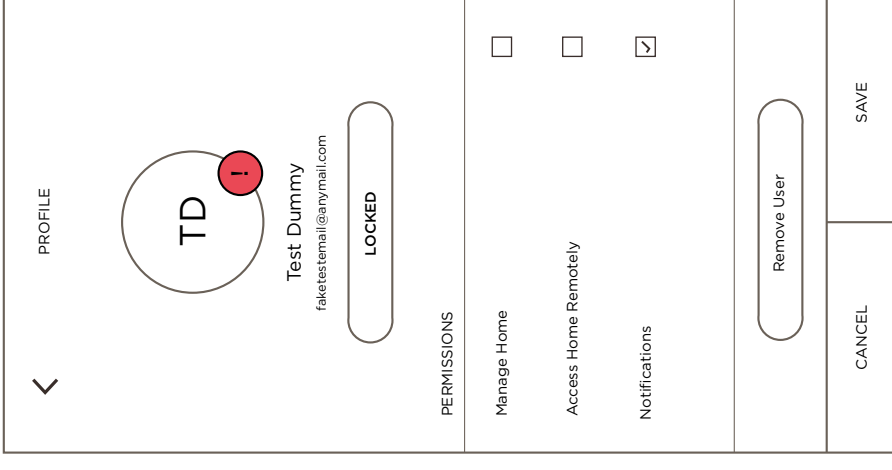 PROFILE
TD
!
Test Dummy
faketestemail@anymail.com
LOCKED
PERMISSIONS
Manage Home
Access Home Remotely
Notifications
Remove User
CANCEL
SAVE